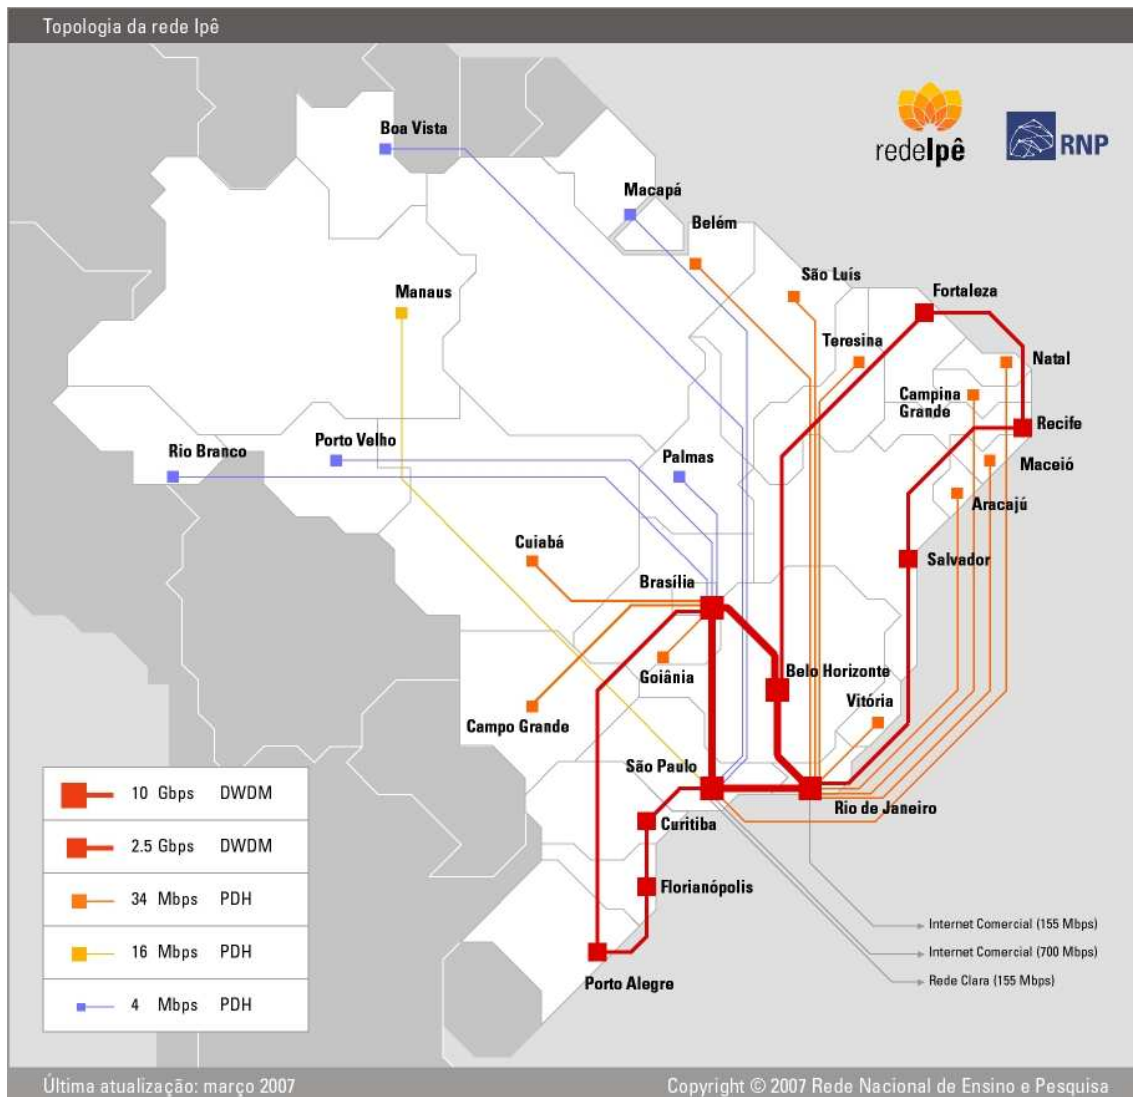 Topologia da rede Ipê
redeIpê
RNP
Boa Vista
Macapá
Belém
São Luís
Fortaleza
Manaus
Teresina
Natal
Campina
Grande
Recife
Rio Branco
Porto Velho
Palmas
Maceió
Aracajú
Cuiabá
Brasília
Salvador
Goiânia
Belo Horizonte
Vitória
Campo Grande
São Paulo
Rio de Janeiro
Curitiba
Florianópolis
Porto Alegre
10 Gbps DWDM
2.5 Gbps DWDM
34 Mbps PDH
16 Mbps PDH
4 Mbps PDH
Internet Comercial (155 Mbps)
Internet Comercial (700 Mbps)
Rede Clara (155 Mbps)
Última atualização: março 2007
Copyright © 2007 Rede Nacional de Ensino e Pesquisa